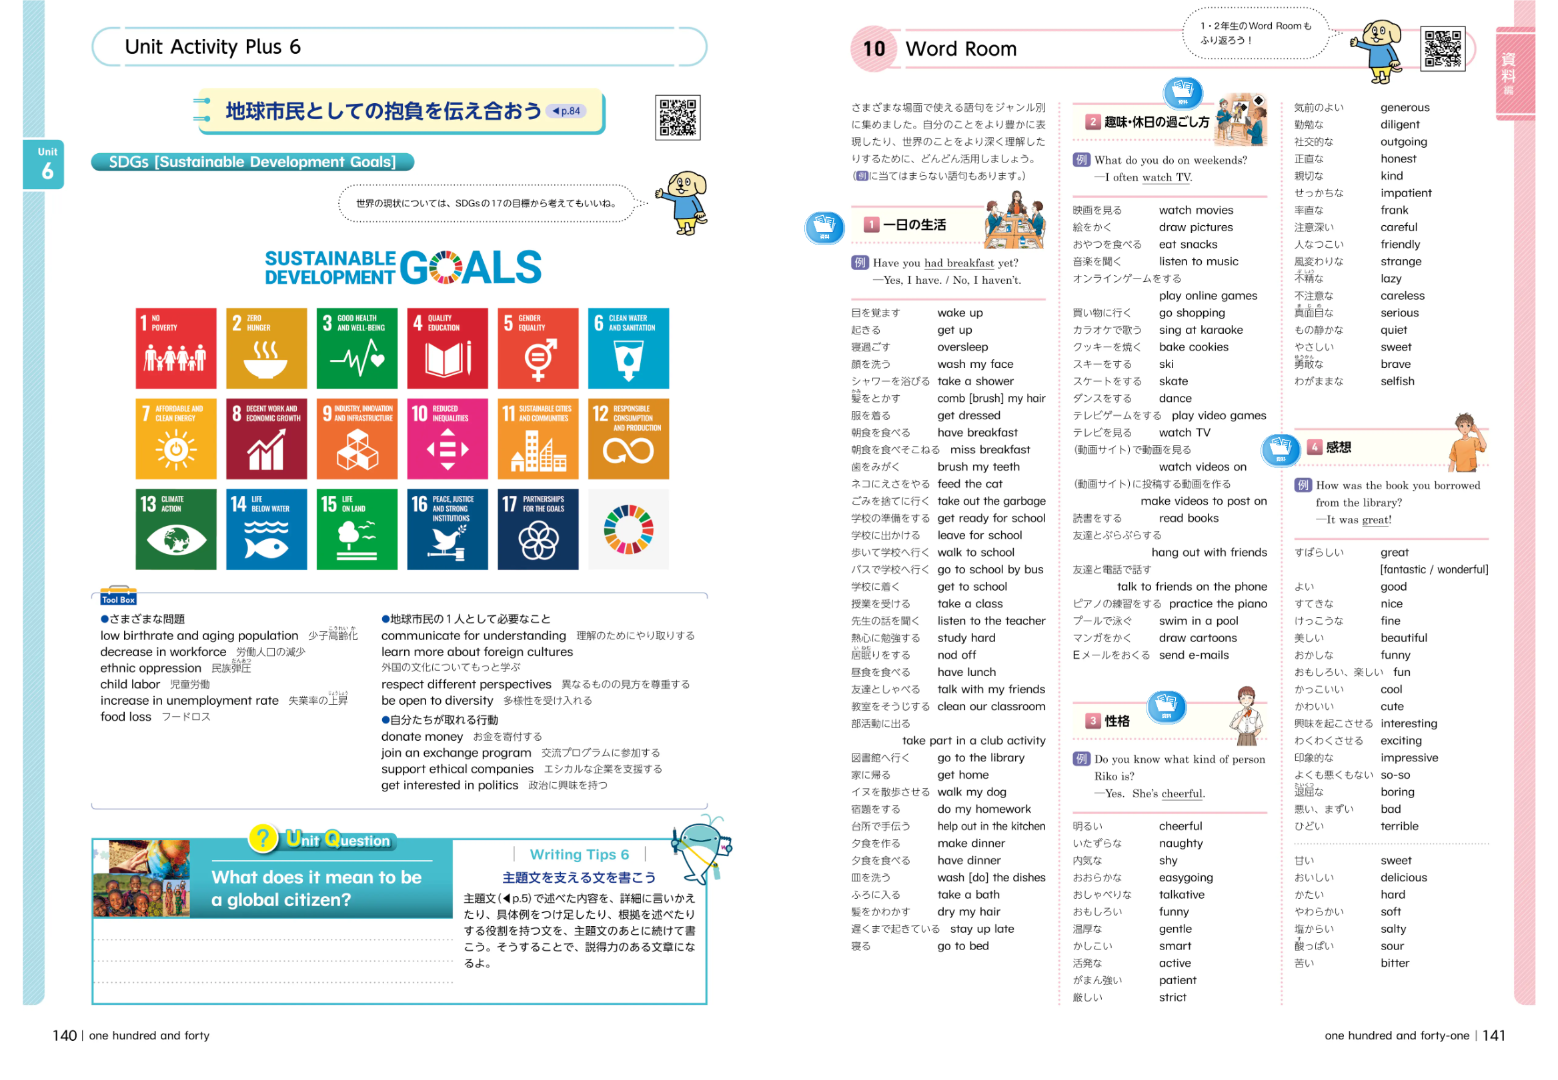 Unit Activity Plus 6
地球市民としての抱負を伝え合おう ◀p.84
Unit
6
SDGs [Sustainable Development Goals]
世界の現状については、SDGsの17の目標から考えてもいいね。
SUSTAINABLE
DEVELOPMENT GOALS
1 NO POVERTY
2 ZERO HUNGER
3 GOOD HEALTH AND WELL-BEING
4 QUALITY EDUCATION
5 GENDER EQUALITY
6 CLEAN WATER AND SANITATION
7 AFFORDABLE AND CLEAN ENERGY
8 DECENT WORK AND ECONOMIC GROWTH
9 INDUSTRY, INNOVATION AND INFRASTRUCTURE
10 REDUCED INEQUALITIES
11 SUSTAINABLE CITIES AND COMMUNITIES
12 RESPONSIBLE CONSUMPTION AND PRODUCTION
13 CLIMATE ACTION
14 LIFE BELOW WATER
15 LIFE ON LAND
16 PEACE, JUSTICE AND STRONG INSTITUTIONS
17 PARTNERSHIPS FOR THE GOALS
Tool Box
●さまざまな問題
low birthrate and aging population 少子高齢化
decrease in workforce 労働人口の減少
ethnic oppression 民族弾圧
child labor 児童労働
increase in unemployment rate 失業率の上昇
food loss フードロス
●地球市民の1人として必要なこと
communicate for understanding 理解のためにやり取りする
learn more about foreign cultures
外国の文化についてもっと学ぶ
respect different perspectives 異なるものの見方を尊重する
be open to diversity 多様性を受け入れる
●自分たちが取れる行動
donate money お金を寄付する
join an exchange program 交流プログラムに参加する
support ethical companies エシカルな企業を支援する
get interested in politics 政治に興味を持つ
? Unit Question
What does it mean to be
a global citizen?
Writing Tips 6
主題文を支える文を書こう
主題文(◀p.5)で述べた内容を、詳細に言いかえ
たり、具体例をつけ足したり、根拠を述べたり
する役割を持つ文を、主題文のあとに続けて書
こう。そうすることで、説得力のある文章にな
るよ。
140 | one hundred and forty
10 Word Room
1・2年生のWord Roomも
ふり返ろう！
資料編
さまざまな場面で使える語句をジャンル別
に集めました。自分のことをより豊かに表
現したり、世界のことをより深く理解した
りするために、どんどん活用しましょう。
(例に当てはまらない語句もあります。)
資料
1 一日の生活
例 Have you had breakfast yet?
—Yes, I have. / No, I haven't.
目を覚ます wake up
起きる get up
寝過ごす oversleep
顔を洗う wash my face
シャワーを浴びる take a shower
髪をとかす comb [brush] my hair
服を着る get dressed
朝食を食べる have breakfast
朝食を食べそこねる miss breakfast
歯をみがく brush my teeth
ネコにえさをやる feed the cat
ごみを捨てに行く take out the garbage
学校の準備をする get ready for school
学校に出かける leave for school
歩いて学校へ行く walk to school
バスで学校へ行く go to school by bus
学校に着く get to school
授業を受ける take a class
先生の話を聞く listen to the teacher
熱心に勉強する study hard
居眠りをする nod off
昼食を食べる have lunch
友達としゃべる talk with my friends
教室をそうじする clean our classroom
部活動に出る
take part in a club activity
図書館へ行く go to the library
家に帰る get home
イヌを散歩させる walk my dog
宿題をする do my homework
台所で手伝う help out in the kitchen
夕食を作る make dinner
夕食を食べる have dinner
皿を洗う wash [do] the dishes
ふろに入る take a bath
髪をかわかす dry my hair
遅くまで起きている stay up late
寝る go to bed
資料
2 趣味・休日の過ごし方
例 What do you do on weekends?
—I often watch TV.
映画を見る watch movies
絵をかく draw pictures
おやつを食べる eat snacks
音楽を聞く listen to music
オンラインゲームをする
play online games
買い物に行く go shopping
カラオケで歌う sing at karaoke
クッキーを焼く bake cookies
スキーをする ski
スケートをする skate
ダンスをする dance
テレビゲームをする play video games
テレビを見る watch TV
(動画サイト)で動画を見る
watch videos on
(動画サイト)に投稿する動画を作る
make videos to post on
読書をする read books
友達とぶらぶらする
hang out with friends
友達と電話で話す
talk to friends on the phone
ピアノの練習をする practice the piano
プールで泳ぐ swim in a pool
マンガをかく draw cartoons
Eメールをおくる send e-mails
資料
3 性格
例 Do you know what kind of person
Riko is?
—Yes. She's cheerful.
明るい cheerful
いたずらな naughty
内気な shy
おおらかな easygoing
おしゃべりな talkative
おもしろい funny
温厚な gentle
かしこい smart
活発な active
がまん強い patient
厳しい strict
気前のよい generous
勤勉な diligent
社交的な outgoing
正直な honest
親切な kind
せっかちな impatient
率直な frank
注意深い careful
人なつこい friendly
風変わりな strange
不精な lazy
不注意な careless
真面目な serious
もの静かな quiet
やさしい sweet
勇敢な brave
わがままな selfish
資料
4 感想
例 How was the book you borrowed
from the library?
—It was great!
すばらしい great
[fantastic / wonderful]
よい good
すてきな nice
けっこうな fine
美しい beautiful
おかしな funny
おもしろい、楽しい fun
かっこいい cool
かわいい cute
興味を起こさせる interesting
わくわくさせる exciting
印象的な impressive
よくも悪くもない so-so
退屈な boring
悪い、まずい bad
ひどい terrible
甘い sweet
おいしい delicious
かたい hard
やわらかい soft
塩からい salty
酸っぱい sour
苦い bitter
one hundred and forty-one | 141